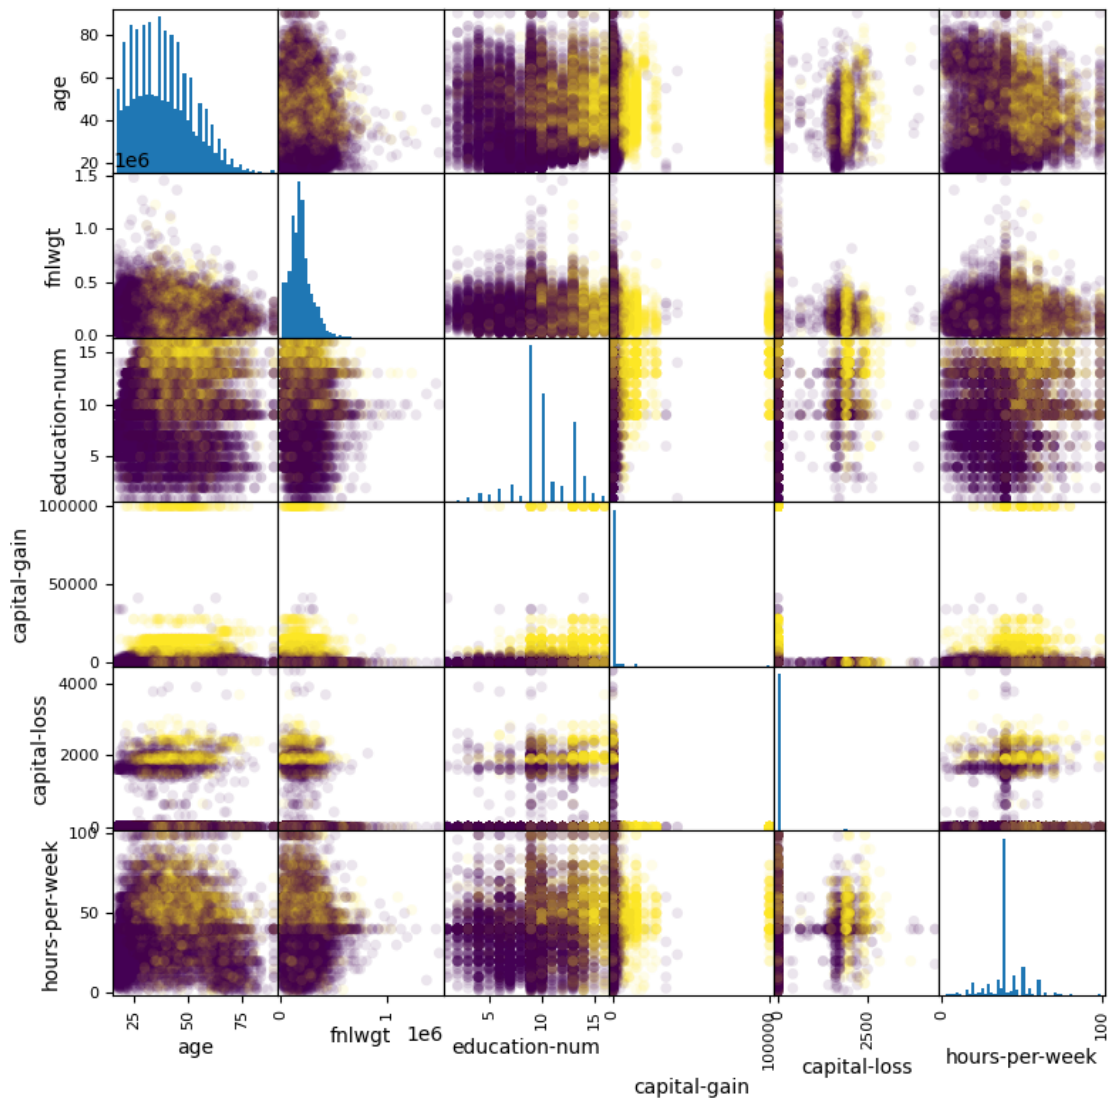 age
80
60
40
20
1e6
fnlwgt
1.5
1.0
0.5
0.0
education-num
15
10
5
capital-gain
100000
50000
0
capital-loss
4000
2000
0
hours-per-week
100
50
0
25
50
75
age
0
1
fnlwgt
1e6
5
10
15
education-num
0
100000
capital-gain
0
2500
capital-loss
0
100
hours-per-week